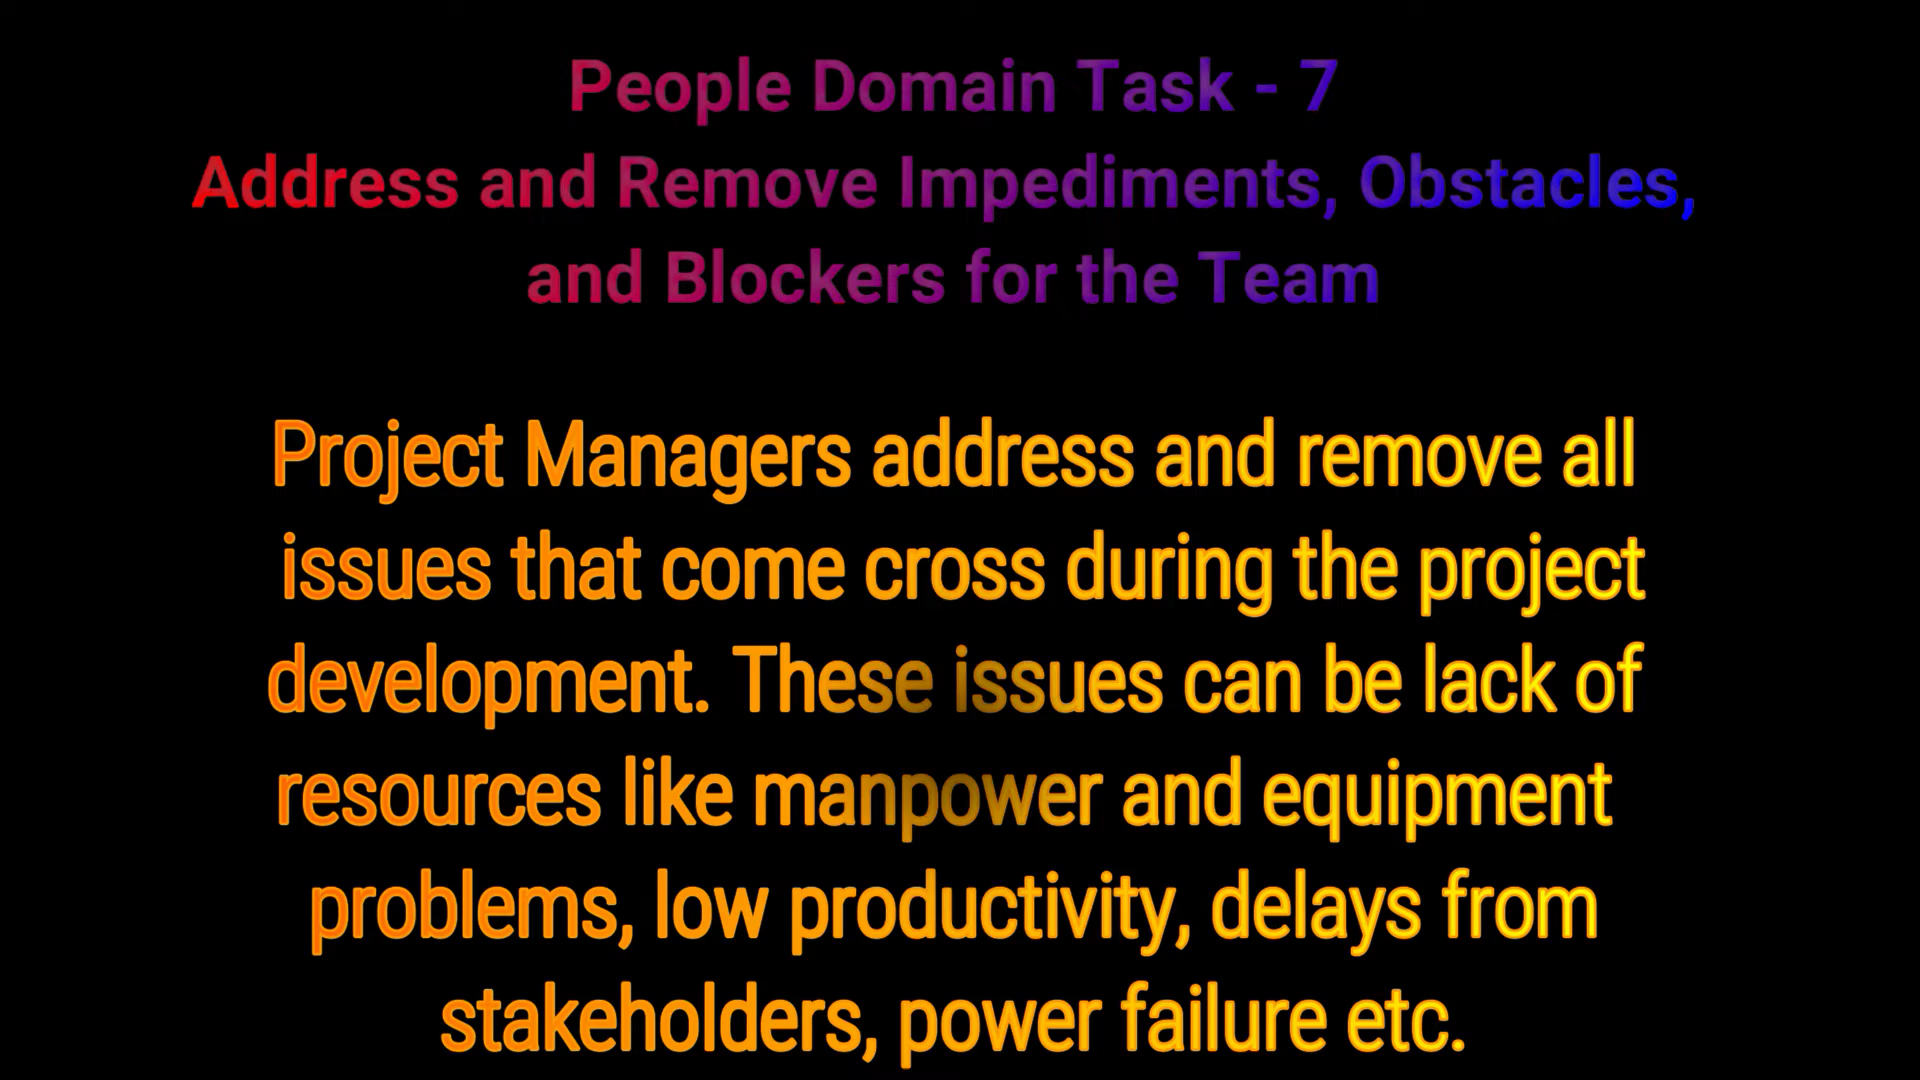 People Domain Task - 7
Address and Remove Impediments, Obstacles,
and Blockers for the Team
Project Managers address and remove all
issues that come cross during the project
development. These issues can be lack of
resources like manpower and equipment
problems, low productivity, delays from
stakeholders, power failure etc.